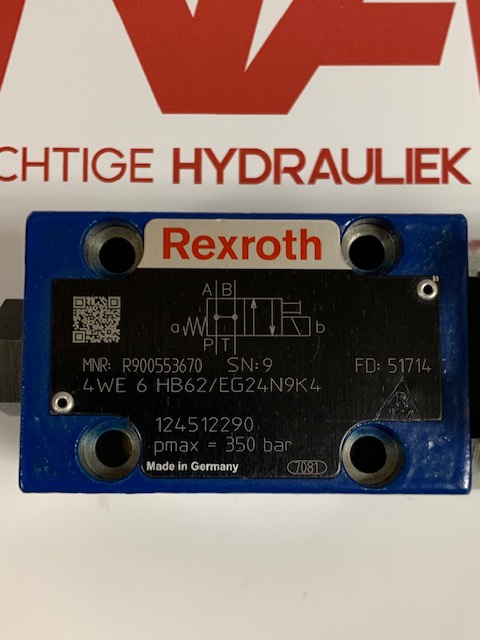 CHTIGE HYDRAULIEK
Rexroth
A B
a b
P T
MNR: R900553670 SN: 9 FD: 51714
4WE 6 HB62/EG24N9K4
124512290
pmax = 350 bar
Made in Germany 7081